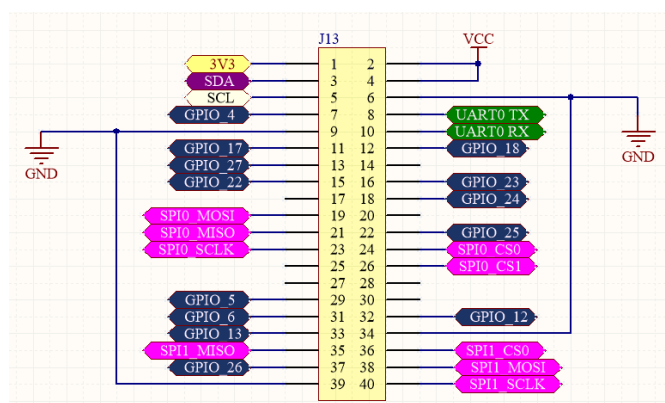 J13
VCC
3V3 1 2
SDA 3 4
SCL 5 6
GPIO_4 7 8 UART0 TX
9 10 UART0 RX
GND GPIO_17 11 12 GPIO_18 GND
GPIO_27 13 14
GPIO_22 15 16 GPIO_23
17 18 GPIO_24
SPI0_MOSI 19 20
SPI0_MISO 21 22 GPIO_25
SPI0_SCLK 23 24 SPI0_CS0
25 26 SPI0_CS1
27 28
GPIO_5 29 30
GPIO_6 31 32 GPIO_12
GPIO_13 33 34
SPI1_MISO 35 36 SPI1_CS0
GPIO_26 37 38 SPI1_MOSI
39 40 SPI1_SCLK